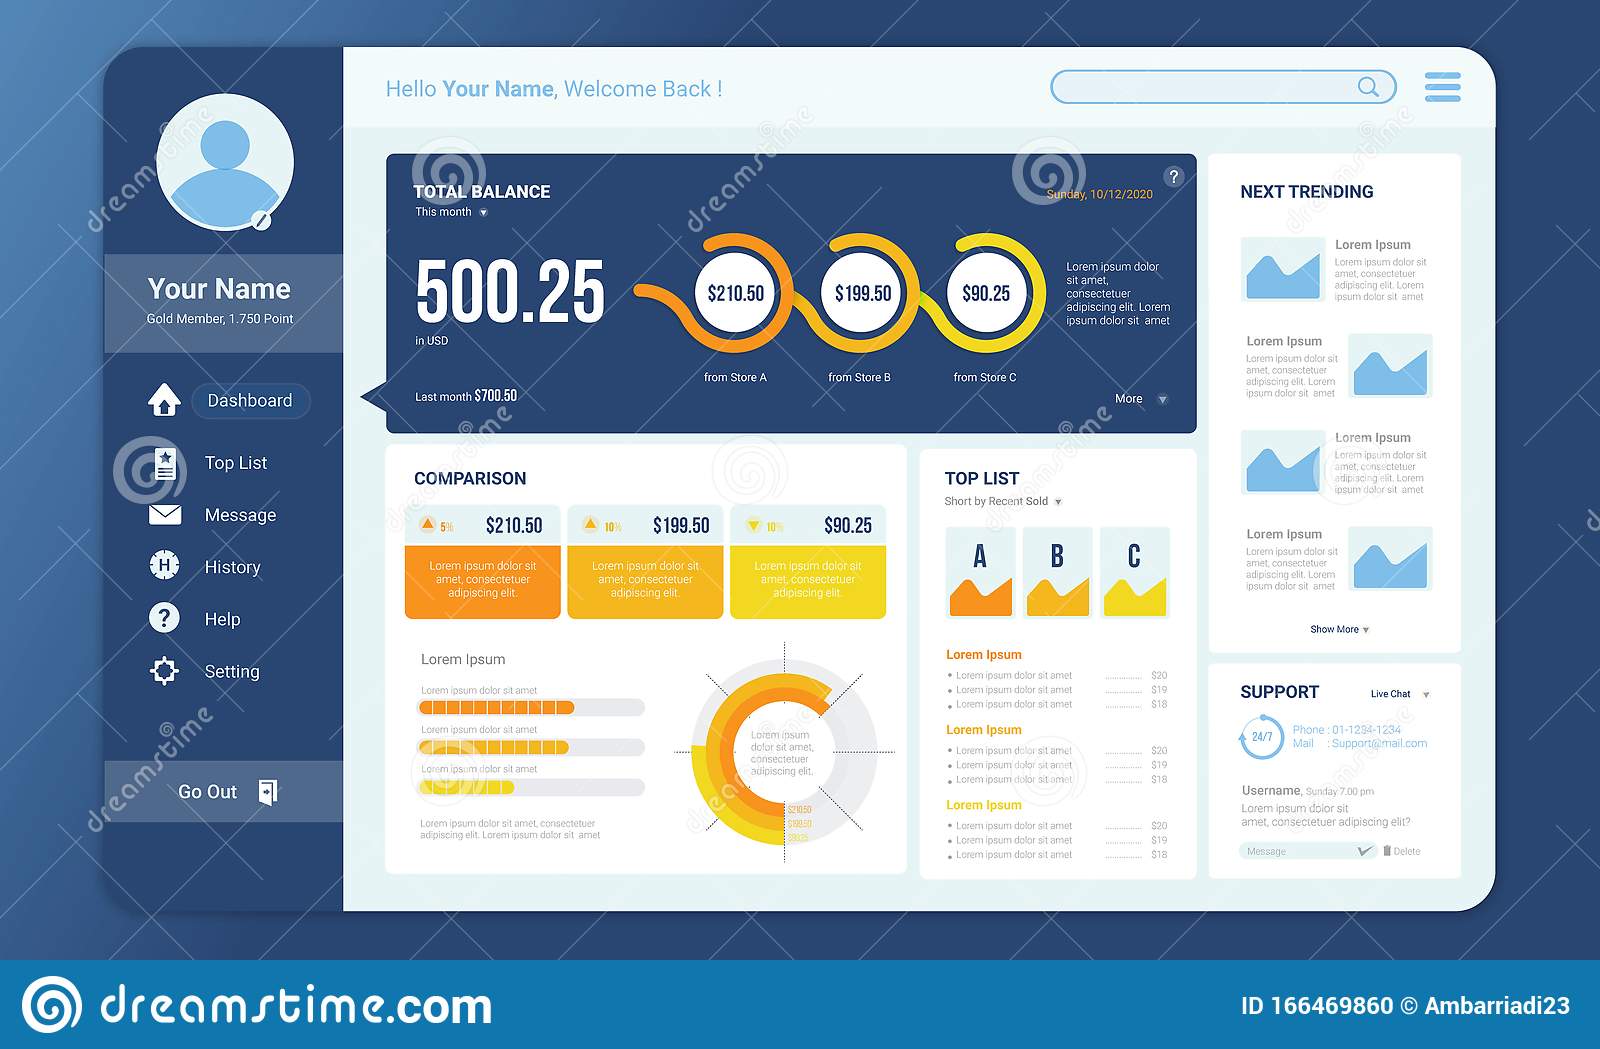 Hello Your Name, Welcome Back !
Your Name
Gold Member, 1.750 Point
Dashboard
Top List
Message
History
Help
Setting
Go Out
TOTAL BALANCE
This month
500.25
in USD
Last month $700.50
?
Sunday, 10/12/2020
$210.50
$199.50
$90.25
from Store A
from Store B
from Store C
Lorem ipsum dolor
sit amet,
consectetuer
adipiscing elit. Lorem
ipsum dolor sit amet
More
COMPARISON
5%
$210.50
Lorem ipsum dolor sit
amet, consectetuer
adipiscing elit.
10%
$199.50
Lorem ipsum dolor sit
amet, consectetuer
adipiscing elit.
10%
$90.25
Lorem ipsum dolor sit
amet, consectetuer
adipiscing elit.
Lorem Ipsum
Lorem ipsum dolor sit amet
Lorem ipsum dolor sit amet
Lorem ipsum dolor sit amet
Lorem ipsum dolor sit amet, consectetuer
adipiscing elit. Lorem ipsum dolor sit amet
Lorem ipsum
dolor sit amet,
consectetuer
adipiscing elit.
$210.50
$199.50
$90.25
TOP LIST
Short by Recent Sold
A
B
C
Lorem Ipsum
• Lorem ipsum dolor sit amet .............. $20
• Lorem ipsum dolor sit amet .............. $19
• Lorem ipsum dolor sit amet .............. $18
Lorem Ipsum
• Lorem ipsum dolor sit amet .............. $20
• Lorem ipsum dolor sit amet .............. $19
• Lorem ipsum dolor sit amet .............. $18
Lorem Ipsum
• Lorem ipsum dolor sit amet .............. $20
• Lorem ipsum dolor sit amet .............. $19
• Lorem ipsum dolor sit amet .............. $18
NEXT TRENDING
Lorem Ipsum
Lorem ipsum dolor sit
amet, consectetuer
adipiscing elit. Lorem
ipsum dolor sit amet
Lorem Ipsum
Lorem ipsum dolor sit
amet, consectetuer
adipiscing elit. Lorem
ipsum dolor sit amet
Lorem Ipsum
Lorem ipsum dolor sit
amet, consectetuer
adipiscing elit. Lorem
ipsum dolor sit amet
Lorem Ipsum
Lorem ipsum dolor sit
amet, consectetuer
adipiscing elit. Lorem
ipsum dolor sit amet
Show More
SUPPORT
Live Chat
24/7
Phone : 01-1234-1234
Mail : Support@mail.com
Username, Sunday 7.00 pm
Lorem ipsum dolor sit
amet, consectetuer adipiscing elit?
Message
Delete
H
?
dreamstime
dreamstime
dreamstime
dreamstime
dreamstime
dreamstime
dreamstime
dreamstime
dreamstime
dreamstime.com
ID 166469860 © Ambarriadi23